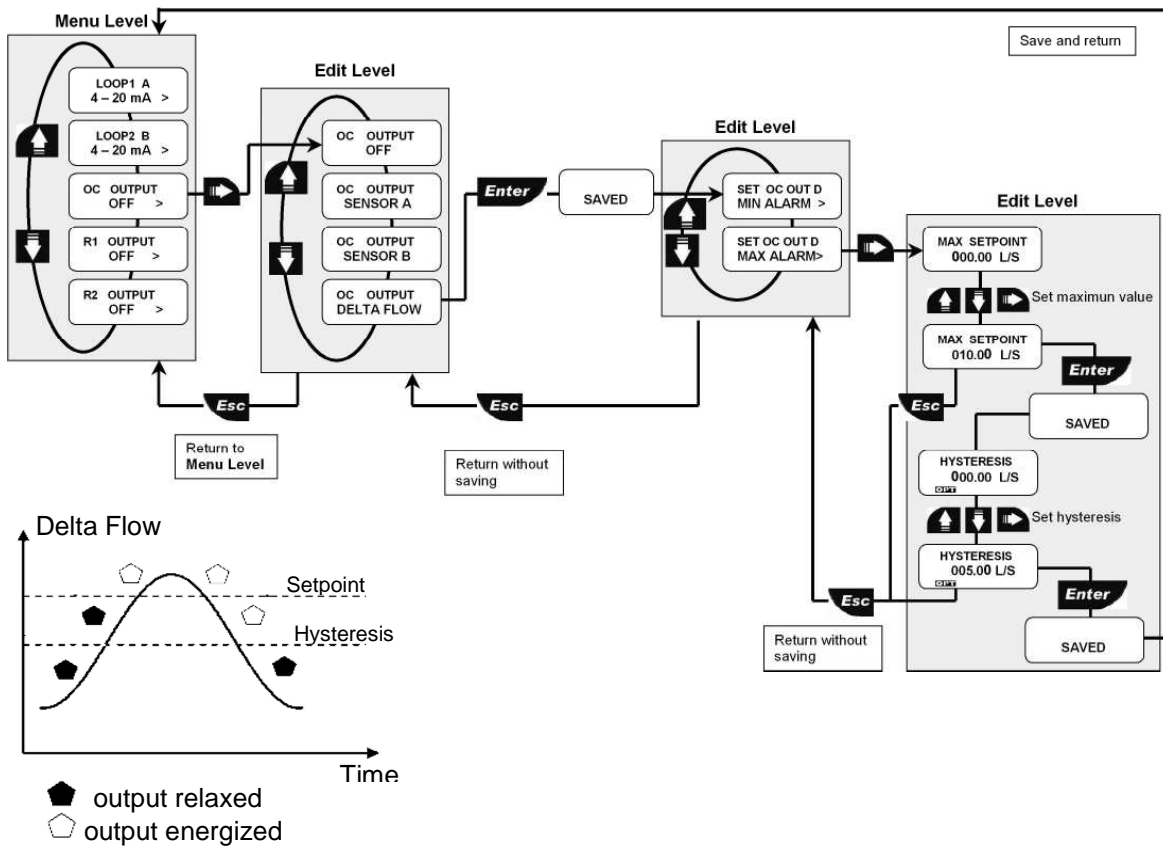 Menu Level
LOOP1 A
4 – 20 mA >
LOOP2 B
4 – 20 mA >
OC OUTPUT
OFF >
R1 OUTPUT
OFF >
R2 OUTPUT
OFF >
Edit Level
OC OUTPUT
OFF
OC OUTPUT
SENSOR A
OC OUTPUT
SENSOR B
OC OUTPUT
DELTA FLOW
Enter
SAVED
Edit Level
SET OC OUT D
MIN ALARM >
SET OC OUT D
MAX ALARM>
Save and return
Edit Level
MAX SETPOINT
000.00 L/S
Set maximun value
MAX SETPOINT
010.00 L/S
Enter
SAVED
Esc
HYSTERESIS
000.00 L/S
OPT
Set hysteresis
HYSTERESIS
005.00 L/S
OPT
Enter
SAVED
Esc
Return without
saving
Esc
Return without
saving
Esc
Return to
Menu Level
Delta Flow
Setpoint
Hysteresis
Time
output relaxed
output energized